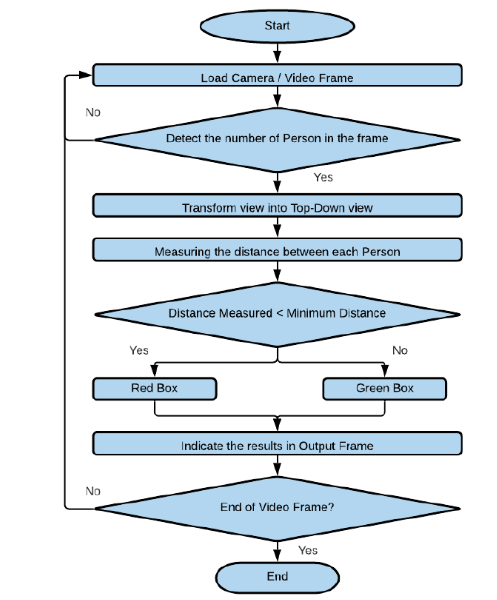 Start
Load Camera / Video Frame
No
Detect the number of Person in the frame
Yes
Transform view into Top-Down view
Measuring the distance between each Person
Distance Measured < Minimum Distance
Yes
No
Red Box
Green Box
Indicate the results in Output Frame
No
End of Video Frame?
Yes
End